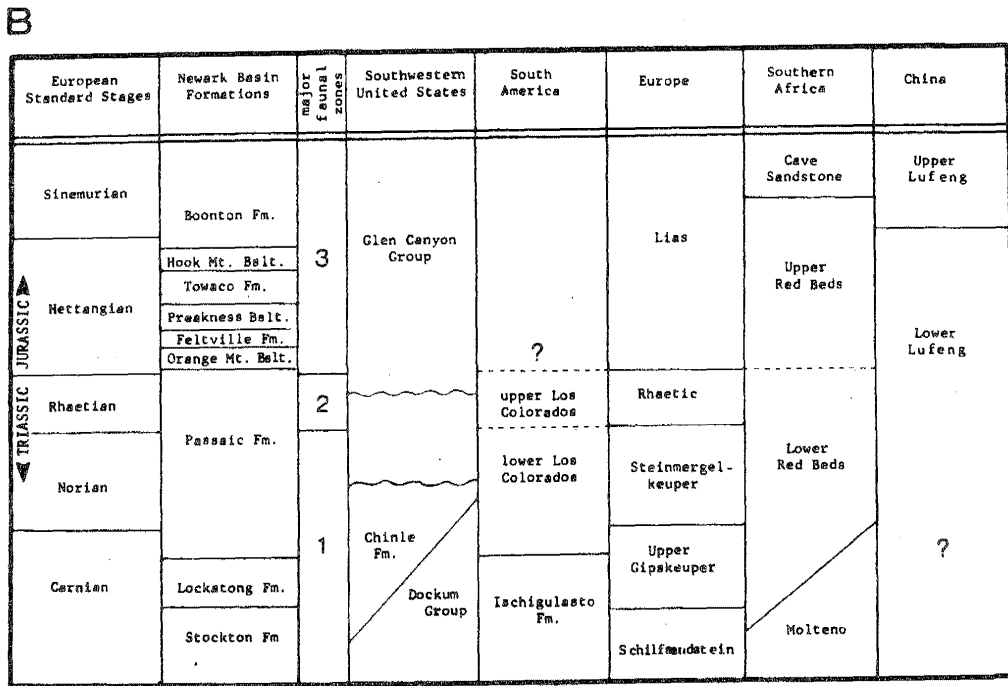 B
European
Standard Stages
Newark Basin
Formations
major
faunal
zones
Southwestern
United States
South
America
Europe
Southern
Africa
China
TRIASSIC JURASSIC
Sinemurian
Hettangian
Rhaetian
Norian
Carnian
Boonton Fm.
Hook Mt. Bslt.
Towaco Fm.
Preakness Bslt.
Feltville Fm.
Orange Mt. Bslt.
Passaic Fm.
Lockatong Fm.
Stockton Fm
3
2
1
Glen Canyon
Group
Chinle
Fm.
Dockum
Group
?
upper Los
Colorados
lower Los
Colorados
Ischigulasto
Fm.
Lias
Rhaetic
Steinmergel-
keuper
Upper
Gipskeuper
Schilfsandstein
Cave
Sandstone
Upper
Red Beds
Lower
Red Beds
Molteno
Upper
Lufeng
Lower
Lufeng
?